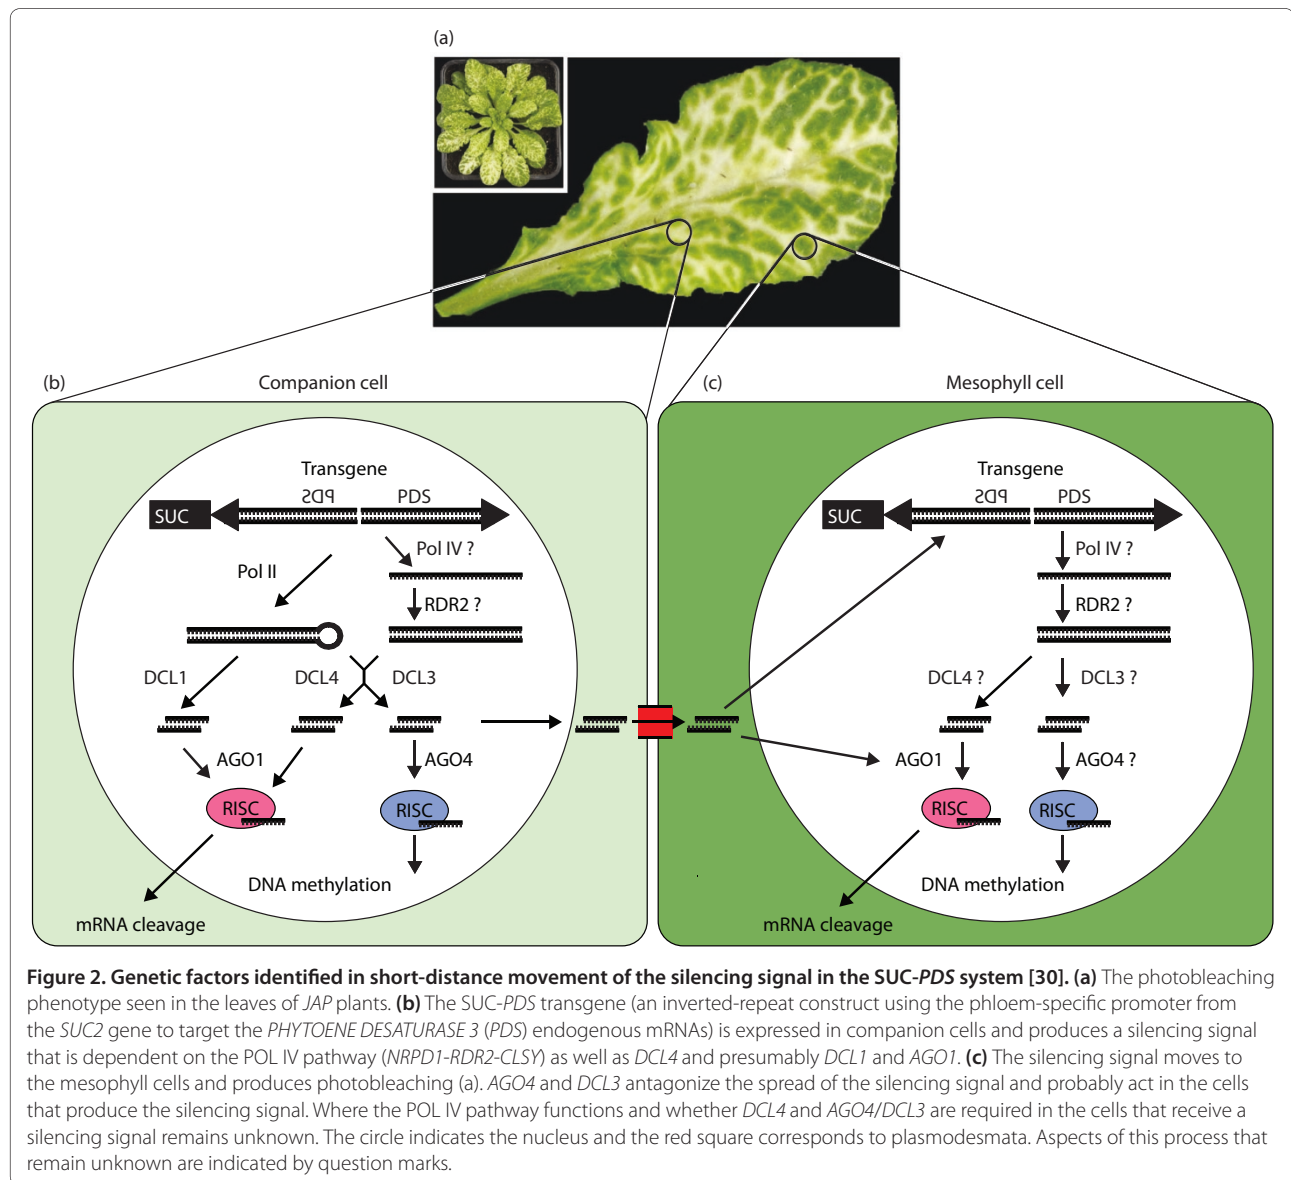 (a)
(b)
Companion cell
(c)
Mesophyll cell
Transgene
PDS
PDS
SUC
Pol IV ?
Pol II
RDR2 ?
DCL1
DCL4
DCL3
AGO1
AGO4
RISC
RISC
DNA methylation
mRNA cleavage
Transgene
PDS
PDS
SUC
Pol IV ?
RDR2 ?
DCL4 ?
DCL3 ?
AGO1
AGO4 ?
RISC
RISC
DNA methylation
mRNA cleavage
Figure 2. Genetic factors identified in short-distance movement of the silencing signal in the SUC-PDS system [30]. (a) The photobleaching
phenotype seen in the leaves of JAP plants. (b) The SUC-PDS transgene (an inverted-repeat construct using the phloem-specific promoter from
the SUC2 gene to target the PHYTOENE DESATURASE 3 (PDS) endogenous mRNAs) is expressed in companion cells and produces a silencing signal
that is dependent on the POL IV pathway (NRPD1-RDR2-CLSY) as well as DCL4 and presumably DCL1 and AGO1. (c) The silencing signal moves to
the mesophyll cells and produces photobleaching (a). AGO4 and DCL3 antagonize the spread of the silencing signal and probably act in the cells
that produce the silencing signal. Where the POL IV pathway functions and whether DCL4 and AGO4/DCL3 are required in the cells that receive a
silencing signal remains unknown. The circle indicates the nucleus and the red square corresponds to plasmodesmata. Aspects of this process that
remain unknown are indicated by question marks.